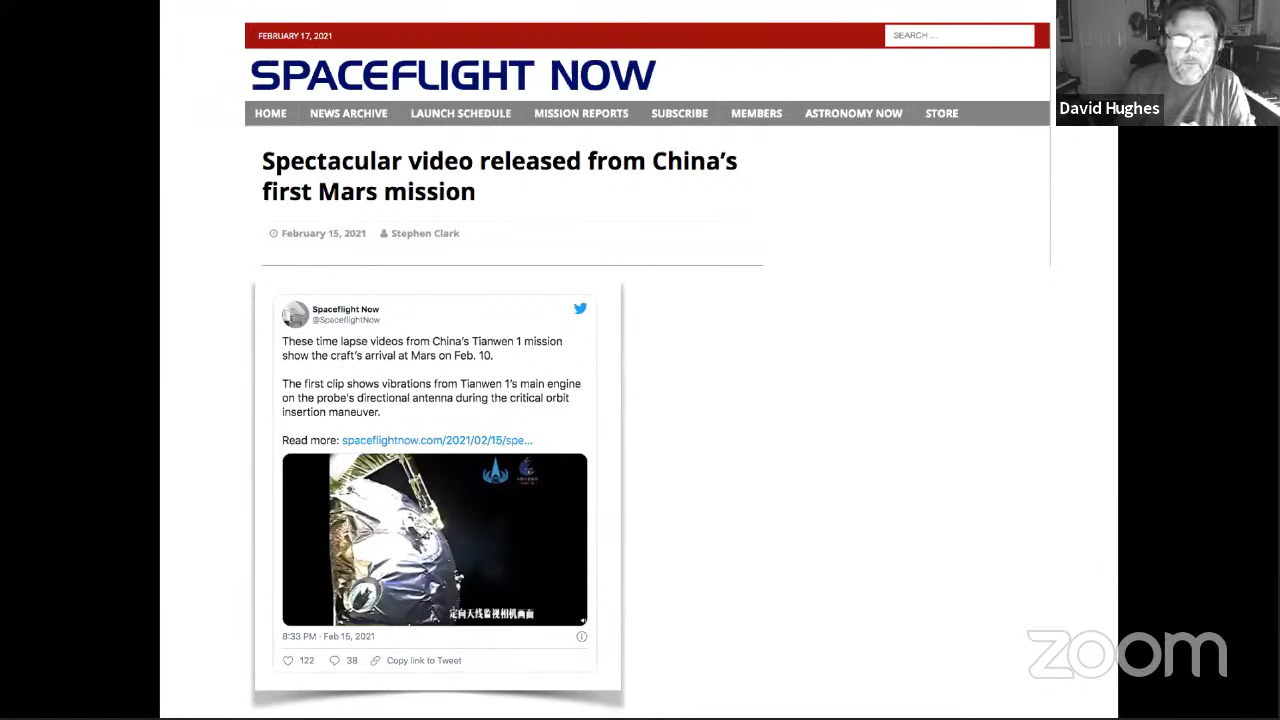 FEBRUARY 17, 2021
SEARCH ...
SPACEFLIGHT NOW
HOME NEWS ARCHIVE LAUNCH SCHEDULE MISSION REPORTS SUBSCRIBE MEMBERS ASTRONOMY NOW STORE
David Hughes
Spectacular video released from China's
first Mars mission
February 15, 2021 Stephen Clark
Spaceflight Now
@SpaceflightNow
These time lapse videos from China's Tianwen 1 mission
show the craft's arrival at Mars on Feb. 10.
The first clip shows vibrations from Tianwen 1's main engine
on the probe's directional antenna during the critical orbit
insertion maneuver.
Read more: spaceflightnow.com/2021/02/15/spe...
定向天线监视相机画面
8:33 PM · Feb 15, 2021
122 38 Copy link to Tweet
zoom